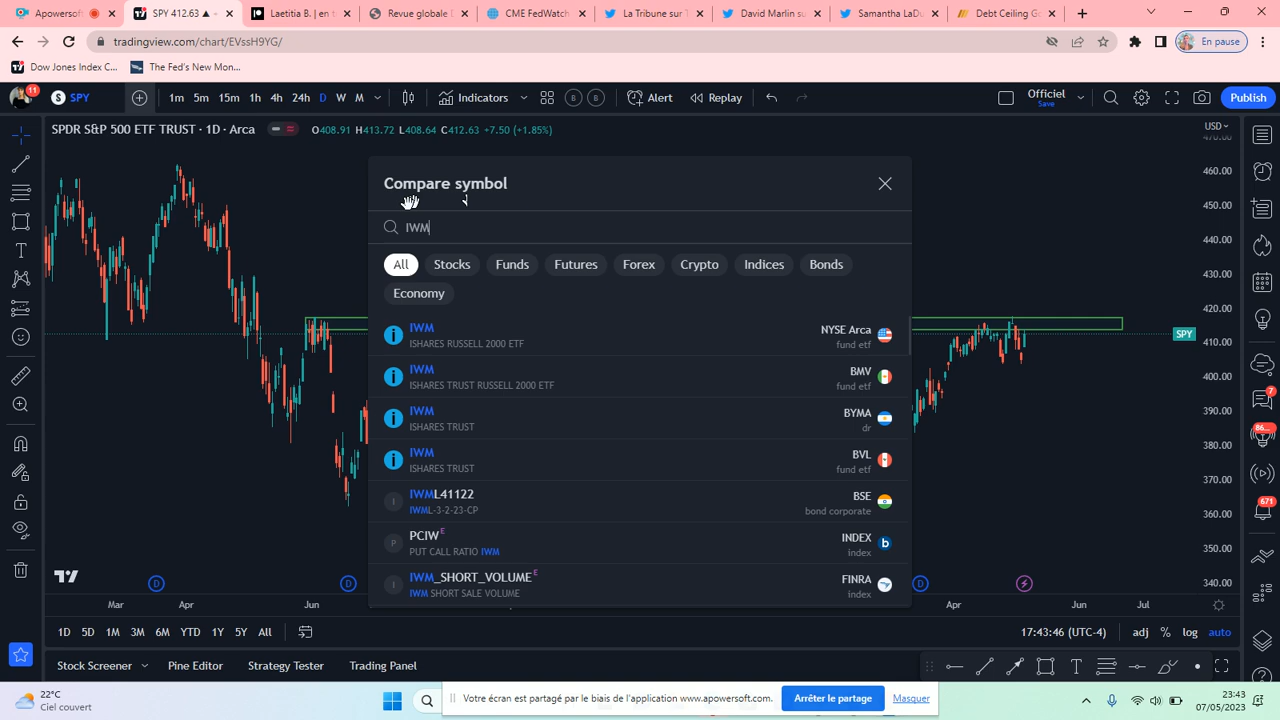 Apowersoft
SPY 412.63 ▲
Laetitia B. | en t
Revue globale
CME FedWatch
La Tribune sur T
David Marlin su
Samantha LaDu
Debt Ceiling Go
tradingview.com/chart/EVssH9YG/
En pause
Dow Jones Index C...
The Fed's New Mon...
11
S SPY
1m 5m 15m 1h 4h 24h D W M
Indicators
B B
Alert
Replay
Officiel
Save
Publish
SPDR S&P 500 ETF TRUST · 1D · Arca
O408.91 H413.72 L408.64 C412.63 +7.50 (+1.85%)
USD
470.00
460.00
450.00
440.00
430.00
420.00
410.00
400.00
390.00
380.00
370.00
360.00
350.00
340.00
SPY
Compare symbol
IWM
All Stocks Funds Futures Forex Crypto Indices Bonds
Economy
IWM NYSE Arca
ISHARES RUSSELL 2000 ETF fund etf
IWM BMV
ISHARES TRUST RUSSELL 2000 ETF fund etf
IWM BYMA
ISHARES TRUST dr
IWM BVL
ISHARES TRUST fund etf
I IWML41122 BSE
IWML-3-2-23-CP bond corporate
P PCIW E INDEX
PUT CALL RATIO IWM index
I IWM_SHORT_VOLUME E FINRA
IWM SHORT SALE VOLUME index
7
86...
671
D D D
Mar Apr Jun Apr Jun Jul
1D 5D 1M 3M 6M YTD 1Y 5Y All
17:43:46 (UTC-4)
adj % log auto
Stock Screener Pine Editor Strategy Tester Trading Panel
22°C
Ciel couvert
Votre écran est partagé par le biais de l'application www.apowersoft.com.
Arrêter le partage
Masquer
23:43
07/05/2023